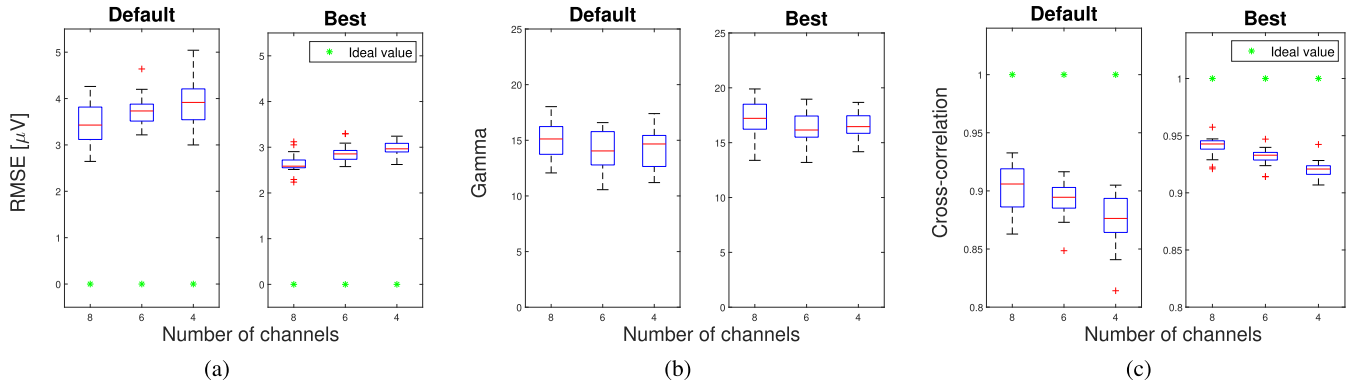 Default
Best
RMSE [μV]
5
4
3
2
1
0
8 6 4
5
4
3
2
1
0
8 6 4
Ideal value
Number of channels
(a)
Default
Best
Gamma
25
20
15
10
5
0
8 6 4
25
20
15
10
5
0
8 6 4
Number of channels
(b)
Default
Best
Cross-correlation
1
0.95
0.9
0.85
0.8
8 6 4
1
0.95
0.9
0.85
0.8
8 6 4
Ideal value
Number of channels
(c)